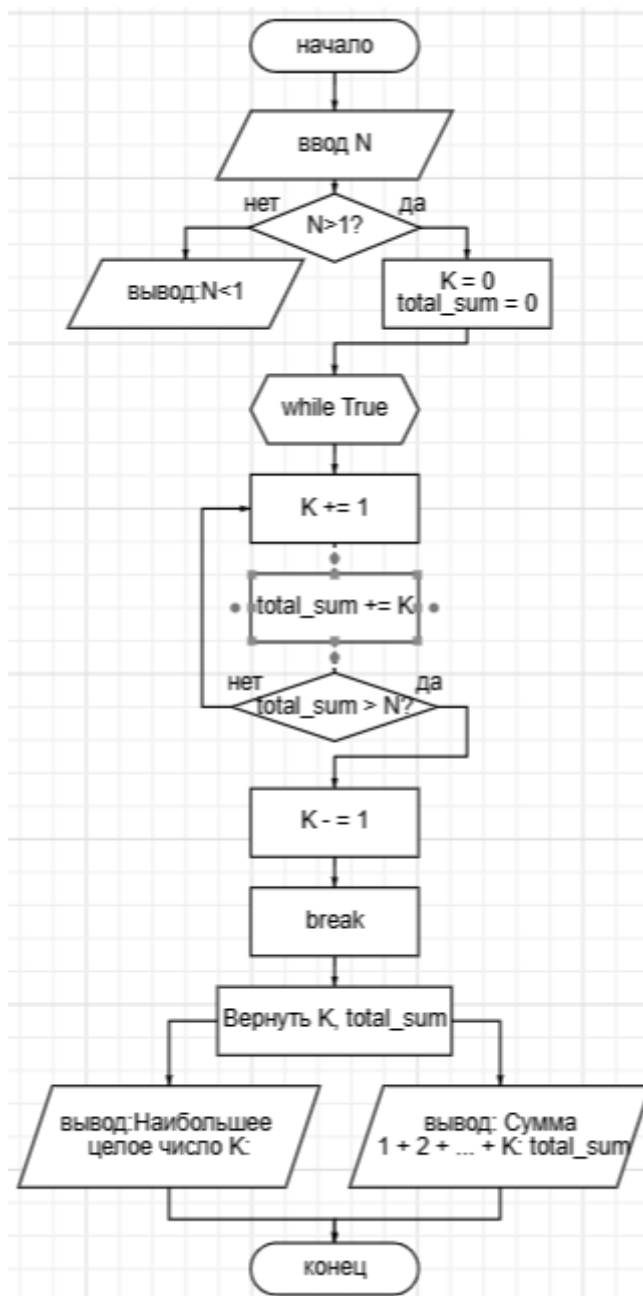 начало
ввод N
нет
да
N>1?
вывод:N<1
K = 0
total_sum = 0
while True
K += 1
total_sum += K
нет
да
total_sum > N?
K - = 1
break
Вернуть K, total_sum
вывод:Наибольшее
целое число K:
вывод: Сумма
1 + 2 + ... + K: total_sum
конец